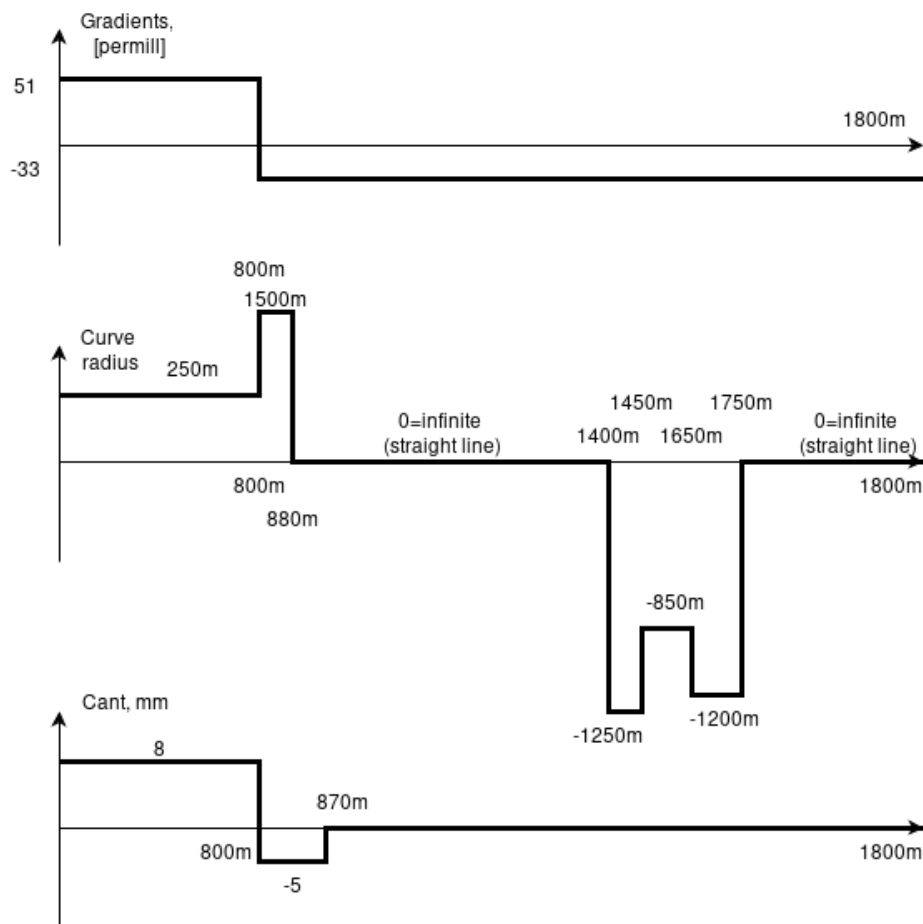 Gradients,
[permill]
51
1800m
-33
800m
1500m
Curve
radius
250m
1450m
1750m
0=infinite
(straight line)
1400m
1650m
0=infinite
(straight line)
800m
1800m
880m
-850m
-1250m
-1200m
Cant, mm
8
870m
800m
1800m
-5